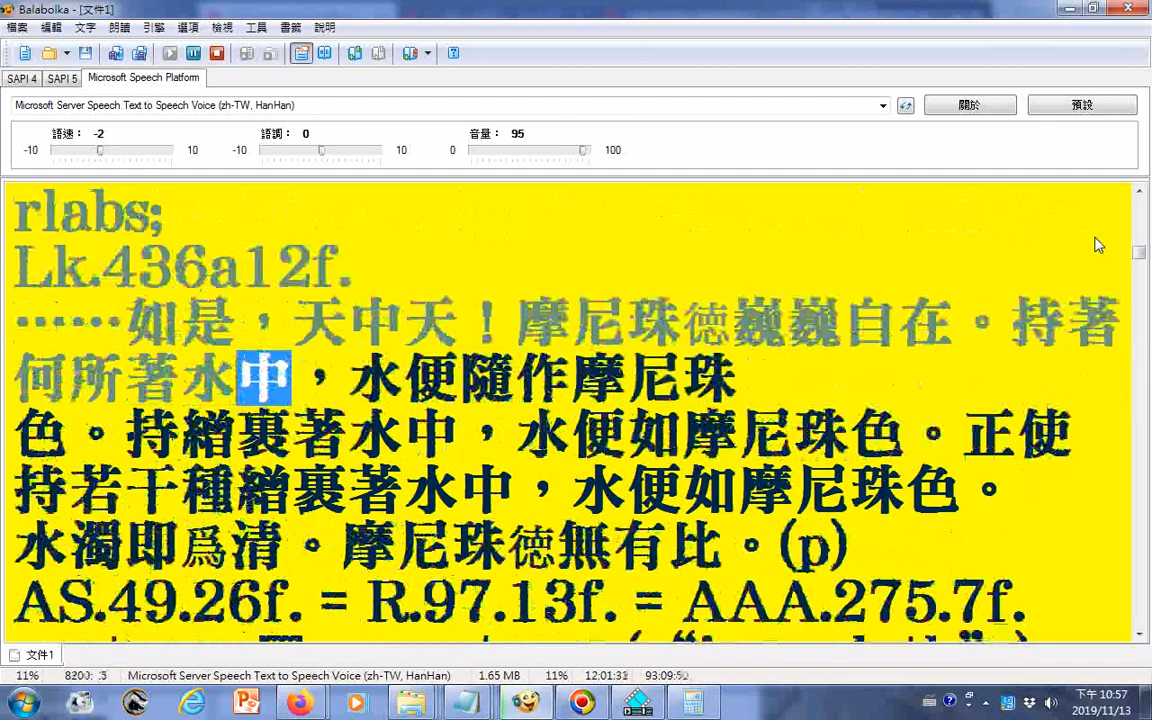 Balabolka - [文件1]
檔案 編輯 文字 朗讀 引擎 選項 檢視 工具 書籤 說明
SAPI 4 SAPI 5 Microsoft Speech Platform
Microsoft Server Speech Text to Speech Voice (zh-TW, HanHan) 關於 預設
語速： -2 語調： 0 音量： 95
-10 10 -10 10 0 100
rlabs;
Lk.436a12f.
……如是，天中天！摩尼珠德巍巍自在。持著
何所著水中，水便隨作摩尼珠
色。持繒裹著水中，水便如摩尼珠色。正使
持若干種繒裹著水中，水便如摩尼珠色。
水濁即爲清。摩尼珠德無有比。(p)
AS.49.26f. = R.97.13f. = AAA.275.7f.
文件1
11% Microsoft Server Speech Text to Speech Voice (zh-TW, HanHan) 1.65 MB 11%
下午 10:57
2019/11/13